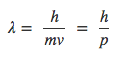 λ = h/mv = h/p